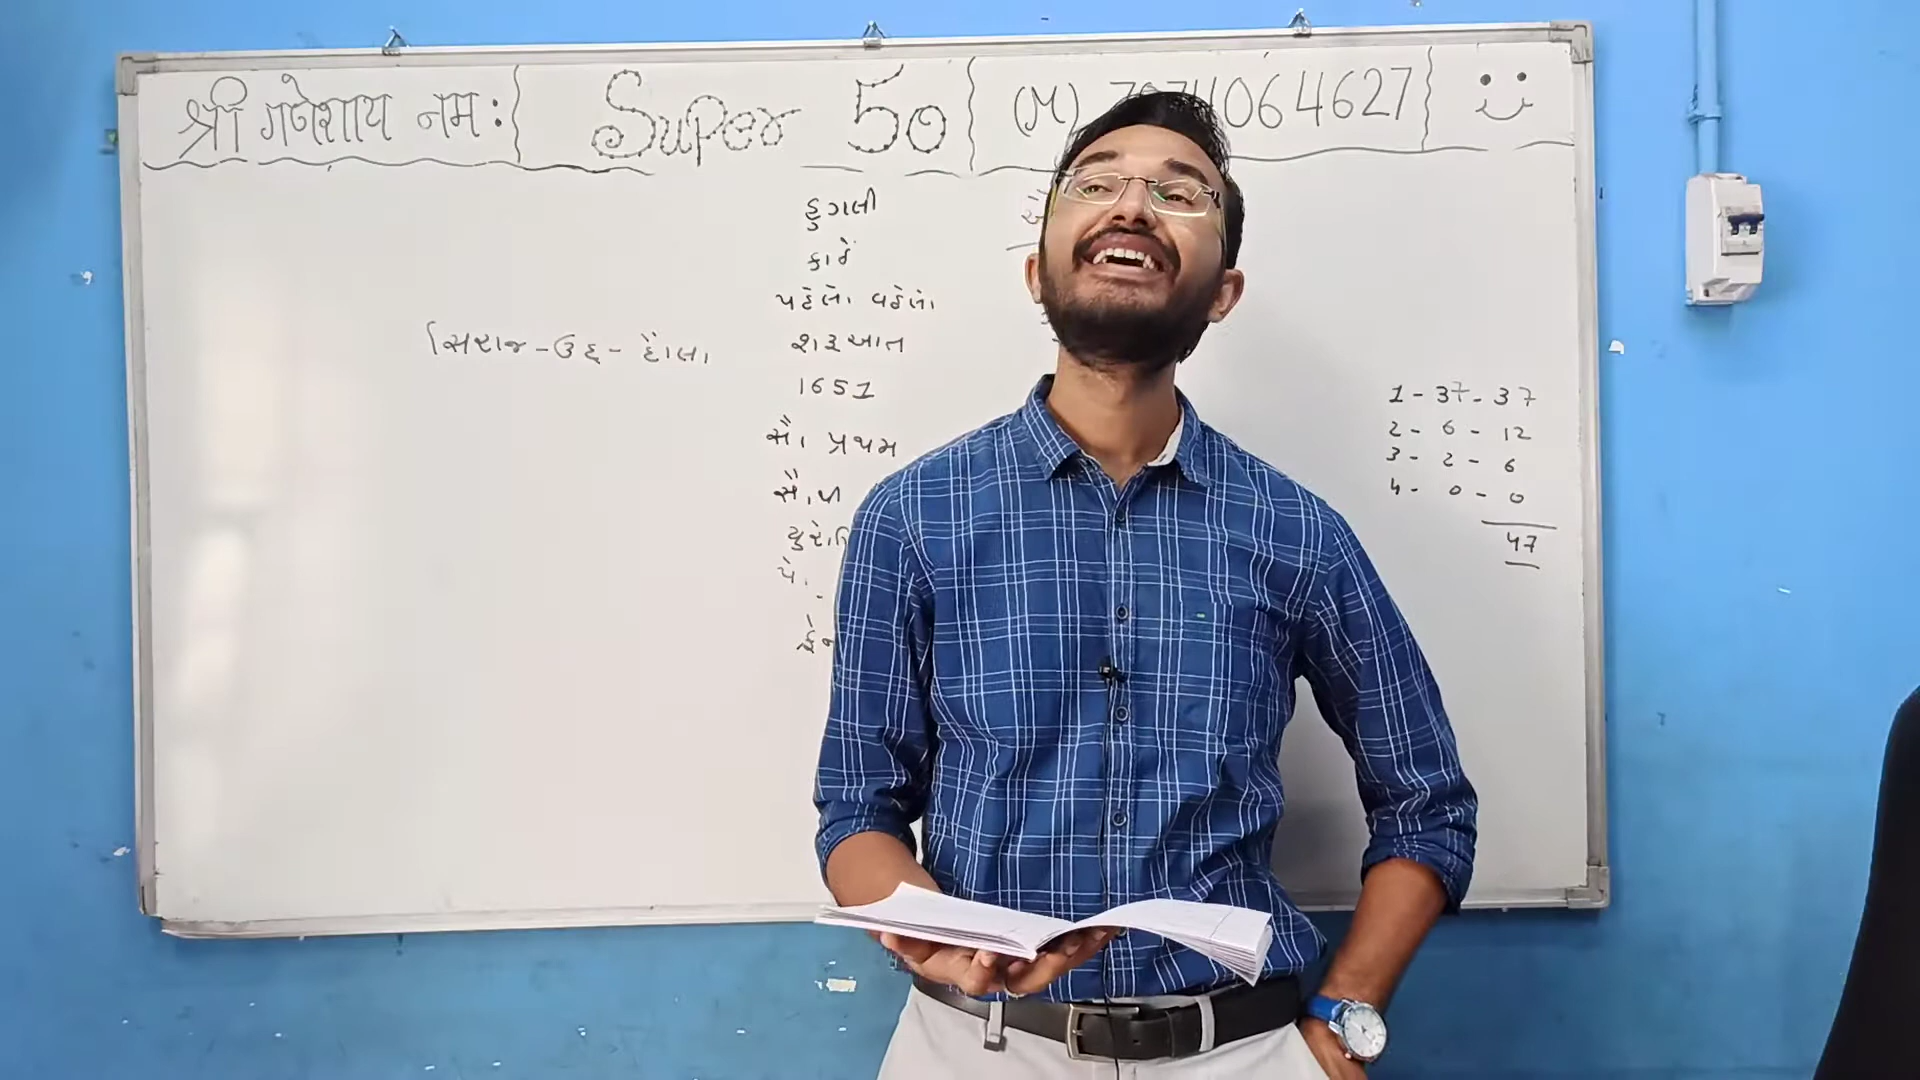 श्री गणेशाय नमः
Super 50
(M)
064627
હુગલી
કાંઠે
પહેલા વહેલા
શરૂઆત
1651
સૌ પ્રથમ
સિરાજ-ઉદ્દ-દૌલા
1 - 37 - 37
2 - 6 - 12
3 - 2 - 6
4 - 0 - 0
47